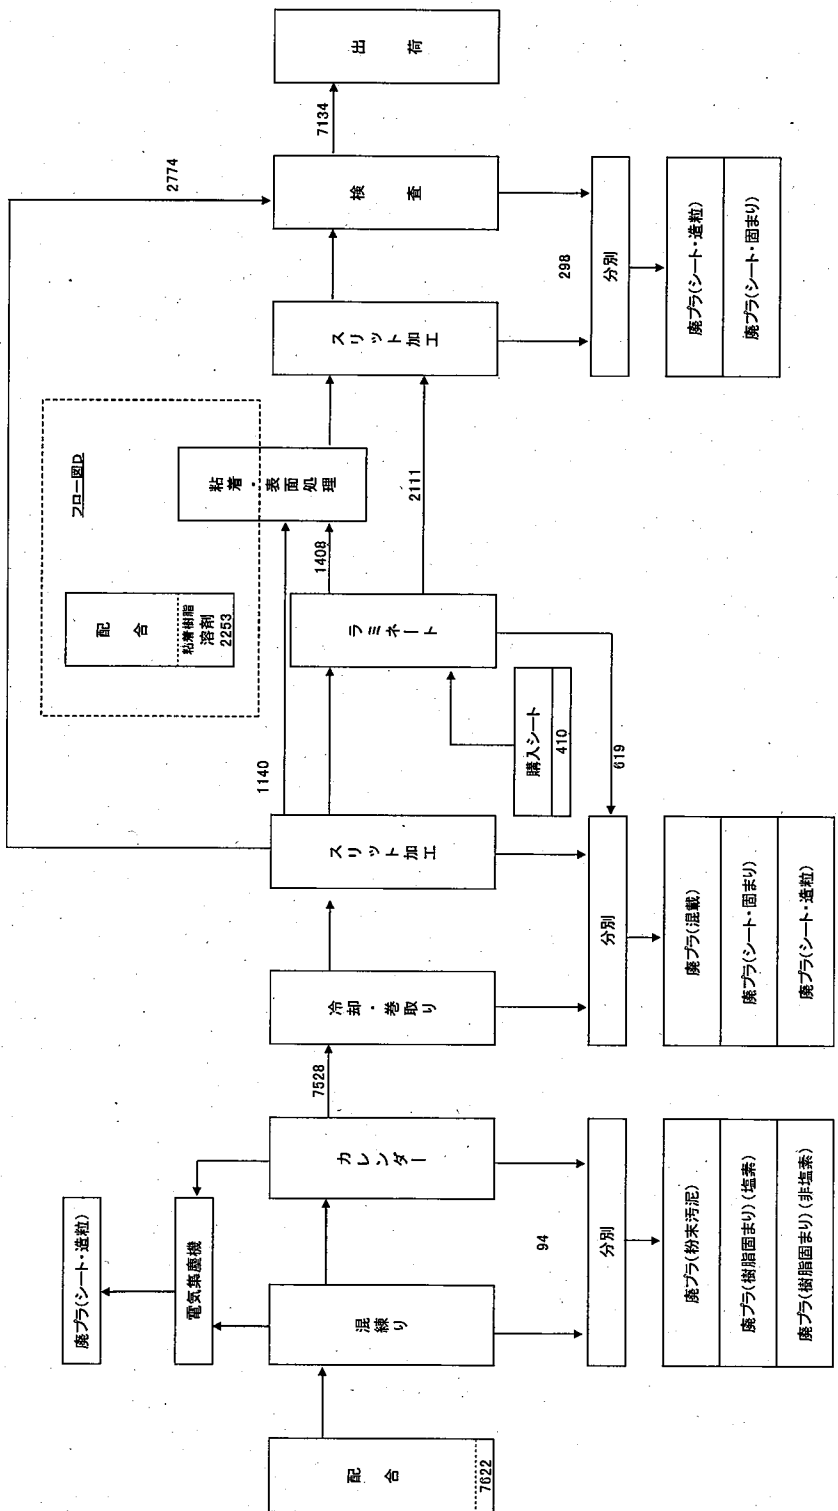 配合
7622
混練り
電気集塵機
廃プラ(シート・造粒)
カレンダー
94
分別
廃プラ(粉末汚泥)
廃プラ(樹脂固まり)(塩素)
廃プラ(樹脂固まり)(非塩素)
7528
冷却・巻取り
スリット加工
分別
廃プラ(混載)
廃プラ(シート・固まり)
廃プラ(シート・造粒)
619
購入シート
410
1140
ラミネート
1408
2111
フロー図D
配合
粘着樹脂
溶剤
2253
粘着・表面処理
スリット加工
2774
検査
298
分別
廃プラ(シート・造粒)
廃プラ(シート・固まり)
7134
出荷